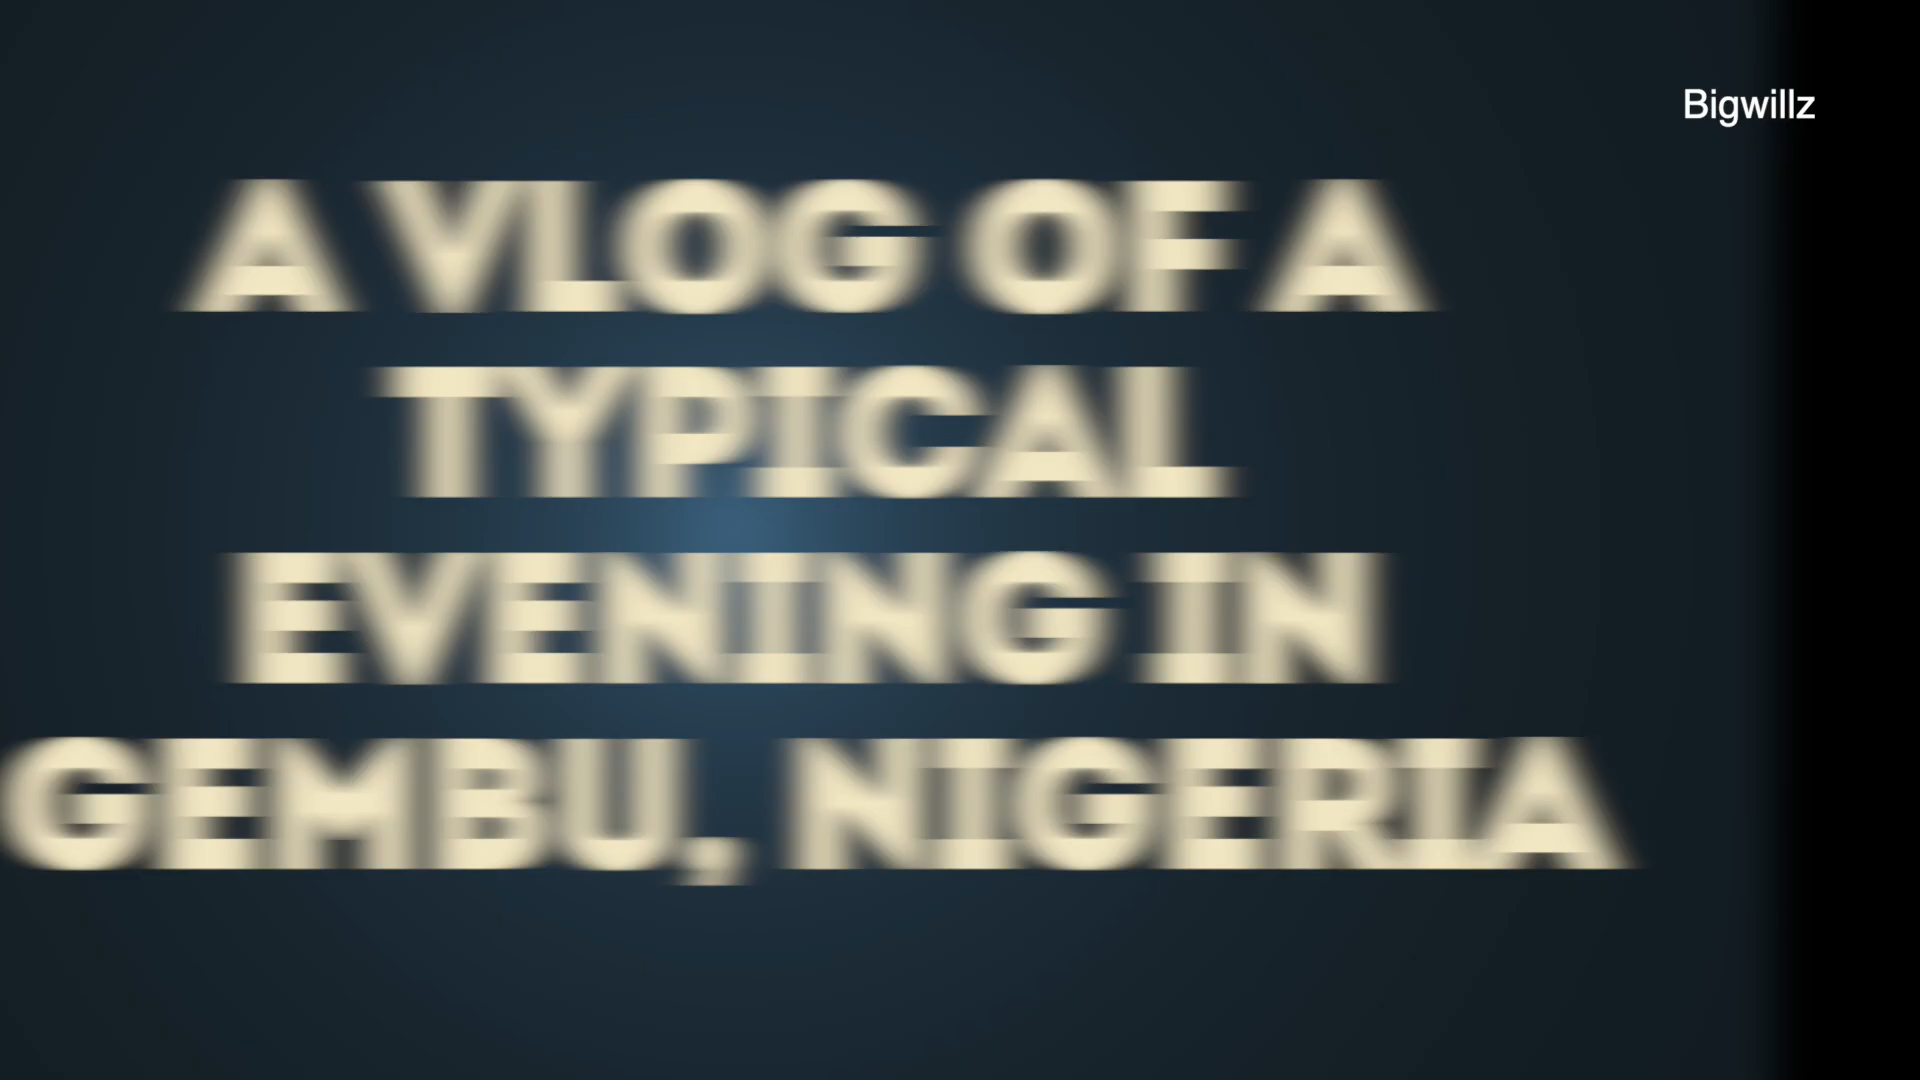 Bigwillz
A VLOG OF A
TYPICAL
EVENING IN
GEMBU, NIGERIA